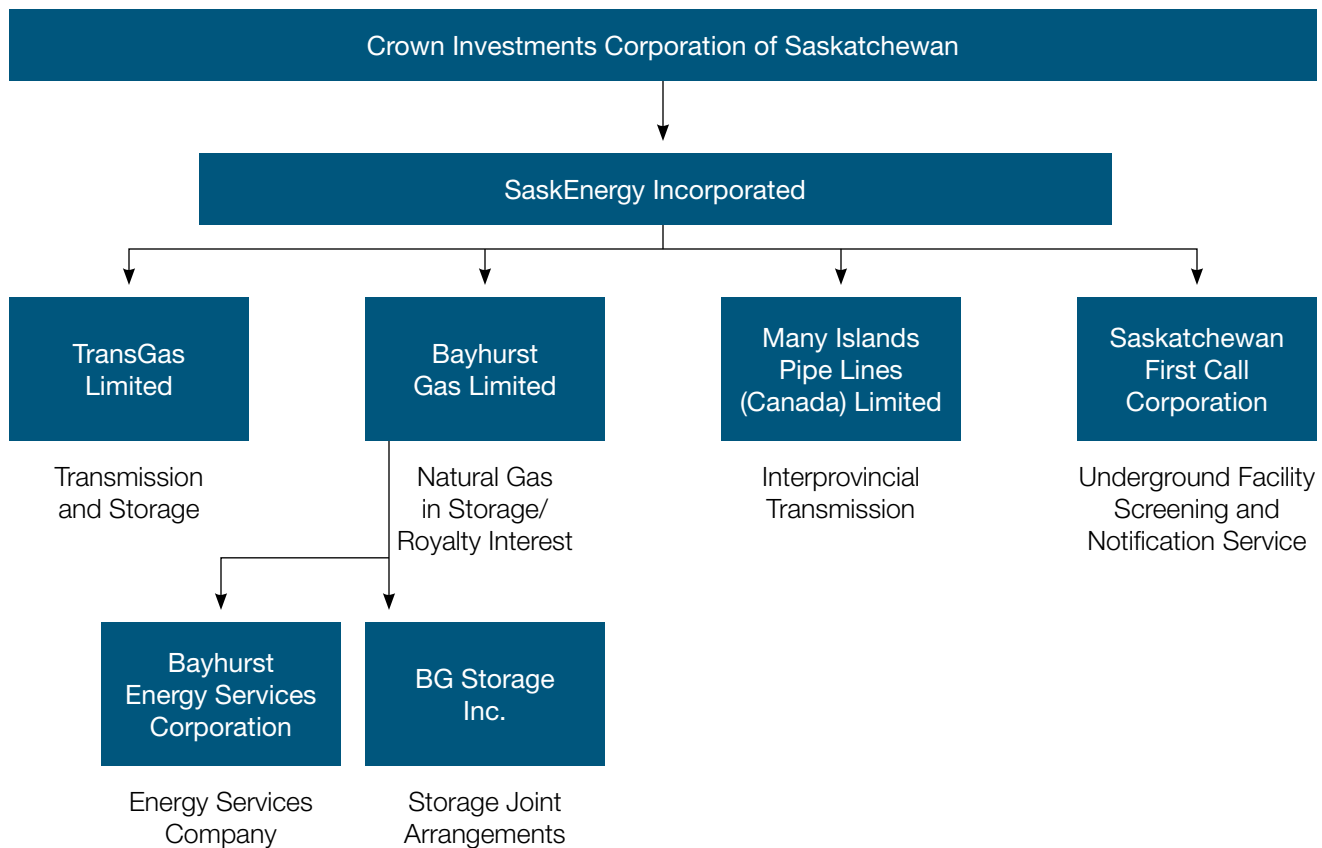 Crown Investments Corporation of Saskatchewan
SaskEnergy Incorporated
TransGas
Limited
Transmission
and Storage
Bayhurst
Gas Limited
Natural Gas
in Storage/
Royalty Interest
Many Islands
Pipe Lines
(Canada) Limited
Interprovincial
Transmission
Saskatchewan
First Call
Corporation
Underground Facility
Screening and
Notification Service
Bayhurst
Energy Services
Corporation
Energy Services
Company
BG Storage
Inc.
Storage Joint
Arrangements